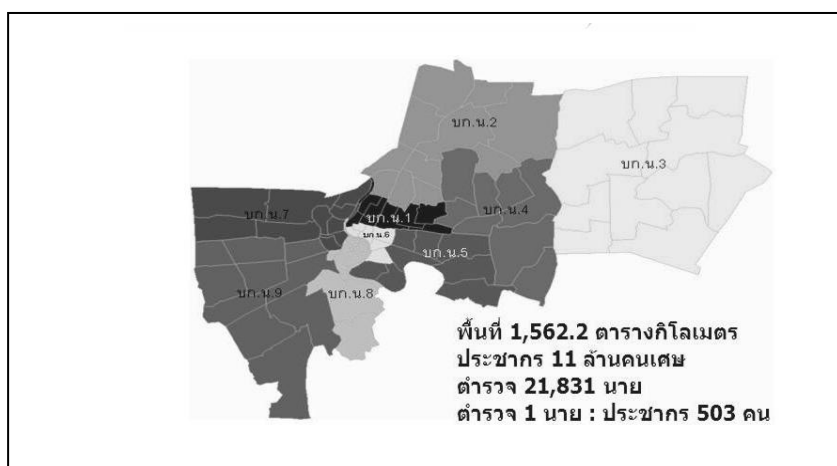 บก.น.2
บก.น.3
บก.น.7
บก.น.1
บก.น.4
บก.น.6
บก.น.5
บก.น.9
บก.น.8
พื้นที่ 1,562.2 ตารางกิโลเมตร
ประชากร 11 ล้านคนเศษ
ตำรวจ 21,831 นาย
ตำรวจ 1 นาย : ประชากร 503 คน